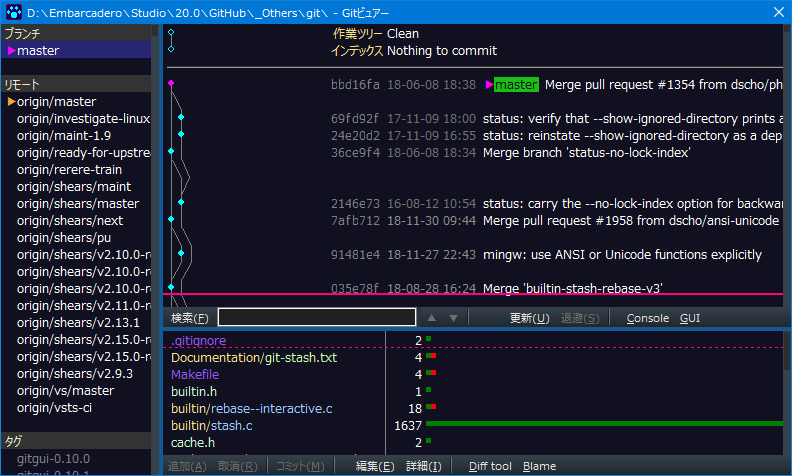 D:\Embarcadero\Studio\20.0\GitHub\_Others\git\ - Gitビュアー
ブランチ
master
リモート
origin/master
origin/investigate-linux
origin/maint-1.9
origin/ready-for-upstre
origin/rerere-train
origin/shears/maint
origin/shears/master
origin/shears/next
origin/shears/pu
origin/shears/v2.10.0-r
origin/shears/v2.10.0-r
origin/shears/v2.10.0-r
origin/shears/v2.11.0-r
origin/shears/v2.13.1
origin/shears/v2.15.0-r
origin/shears/v2.15.0-r
origin/shears/v2.9.3
origin/vs/master
origin/vsts-ci
タグ
gitgui-0.10.0
gitgui-0.10.1
作業ツリー Clean
インデックス Nothing to commit
bbd16fa 18-06-08 18:38 master Merge pull request #1354 from dscho/ph
69fd92f 17-11-09 18:00 status: verify that --show-ignored-directory prints a
24e20d2 17-11-09 16:55 status: reinstate --show-ignored-directory as a dep
36ce9f4 18-06-08 18:34 Merge branch 'status-no-lock-index'
2146e73 16-08-12 10:54 status: carry the --no-lock-index option for backwar
7afb712 18-11-30 09:44 Merge pull request #1958 from dscho/ansi-unicode
91481e4 18-11-27 22:43 mingw: use ANSI or Unicode functions explicitly
035e78f 18-08-28 16:24 Merge 'builtin-stash-rebase-v3'
検索(F) 更新(U) 退避(S) Console GUI
.gitignore 2
Documentation/git-stash.txt 4
Makefile 4
builtin.h 1
builtin/rebase--interactive.c 18
builtin/stash.c 1637
cache.h 2
追加(A) 取消(R) コミット(M) 編集(E) 詳細(I) Diff tool Blame